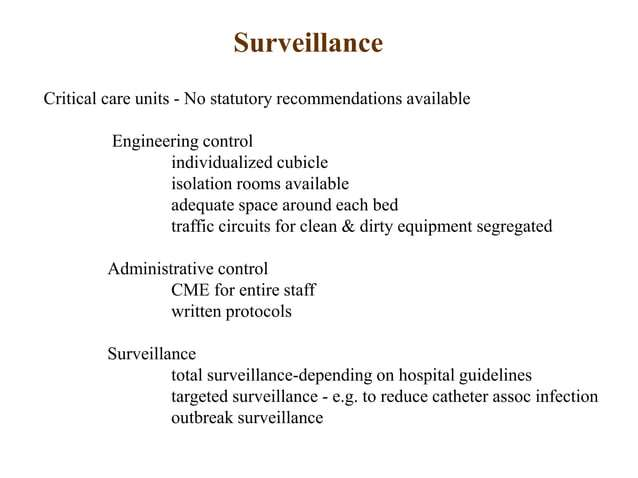 Surveillance
Critical care units - No statutory recommendations available
Engineering control
individualized cubicle
isolation rooms available
adequate space around each bed
traffic circuits for clean & dirty equipment segregated
Administrative control
CME for entire staff
written protocols
Surveillance
total surveillance-depending on hospital guidelines
targeted surveillance - e.g. to reduce catheter assoc infection
outbreak surveillance